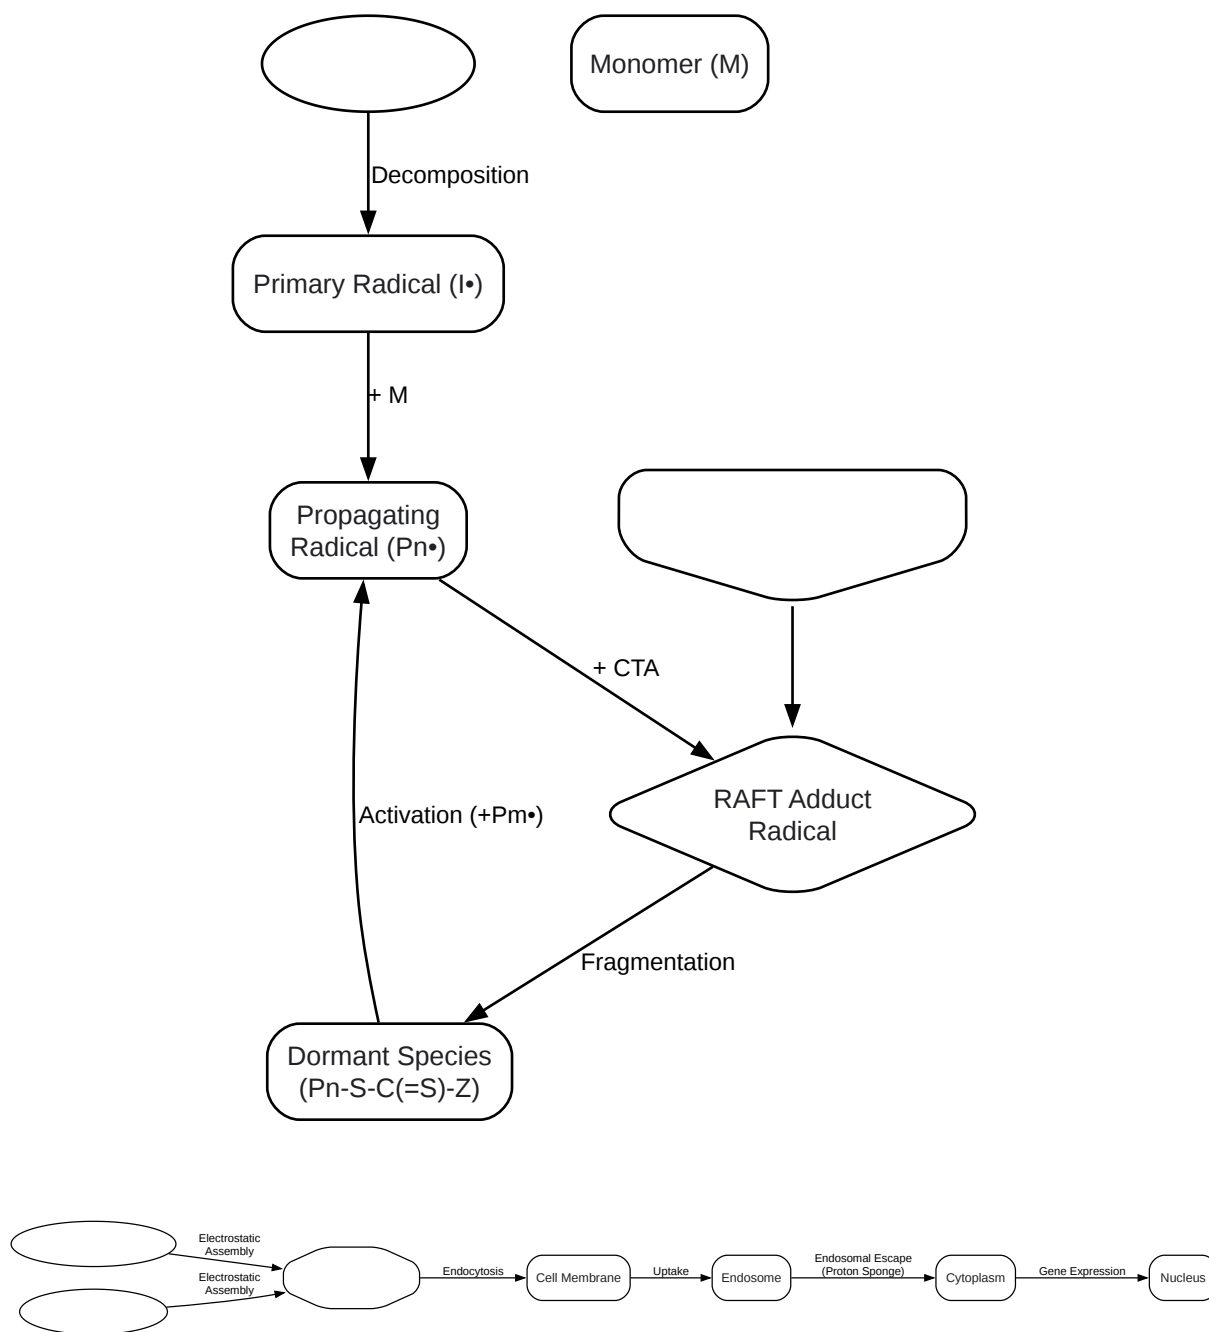 Monomer (M)
Decomposition
Primary Radical (I•)
+ M
Propagating
Radical (Pn•)
+ CTA
RAFT Adduct
Radical
Activation (+Pm•)
Fragmentation
Dormant Species
(Pn-S-C(=S)-Z)
Electrostatic
Assembly
Electrostatic
Assembly
Endocytosis
Cell Membrane
Uptake
Endosome
Endosomal Escape
(Proton Sponge)
Cytoplasm
Gene Expression
Nucleus